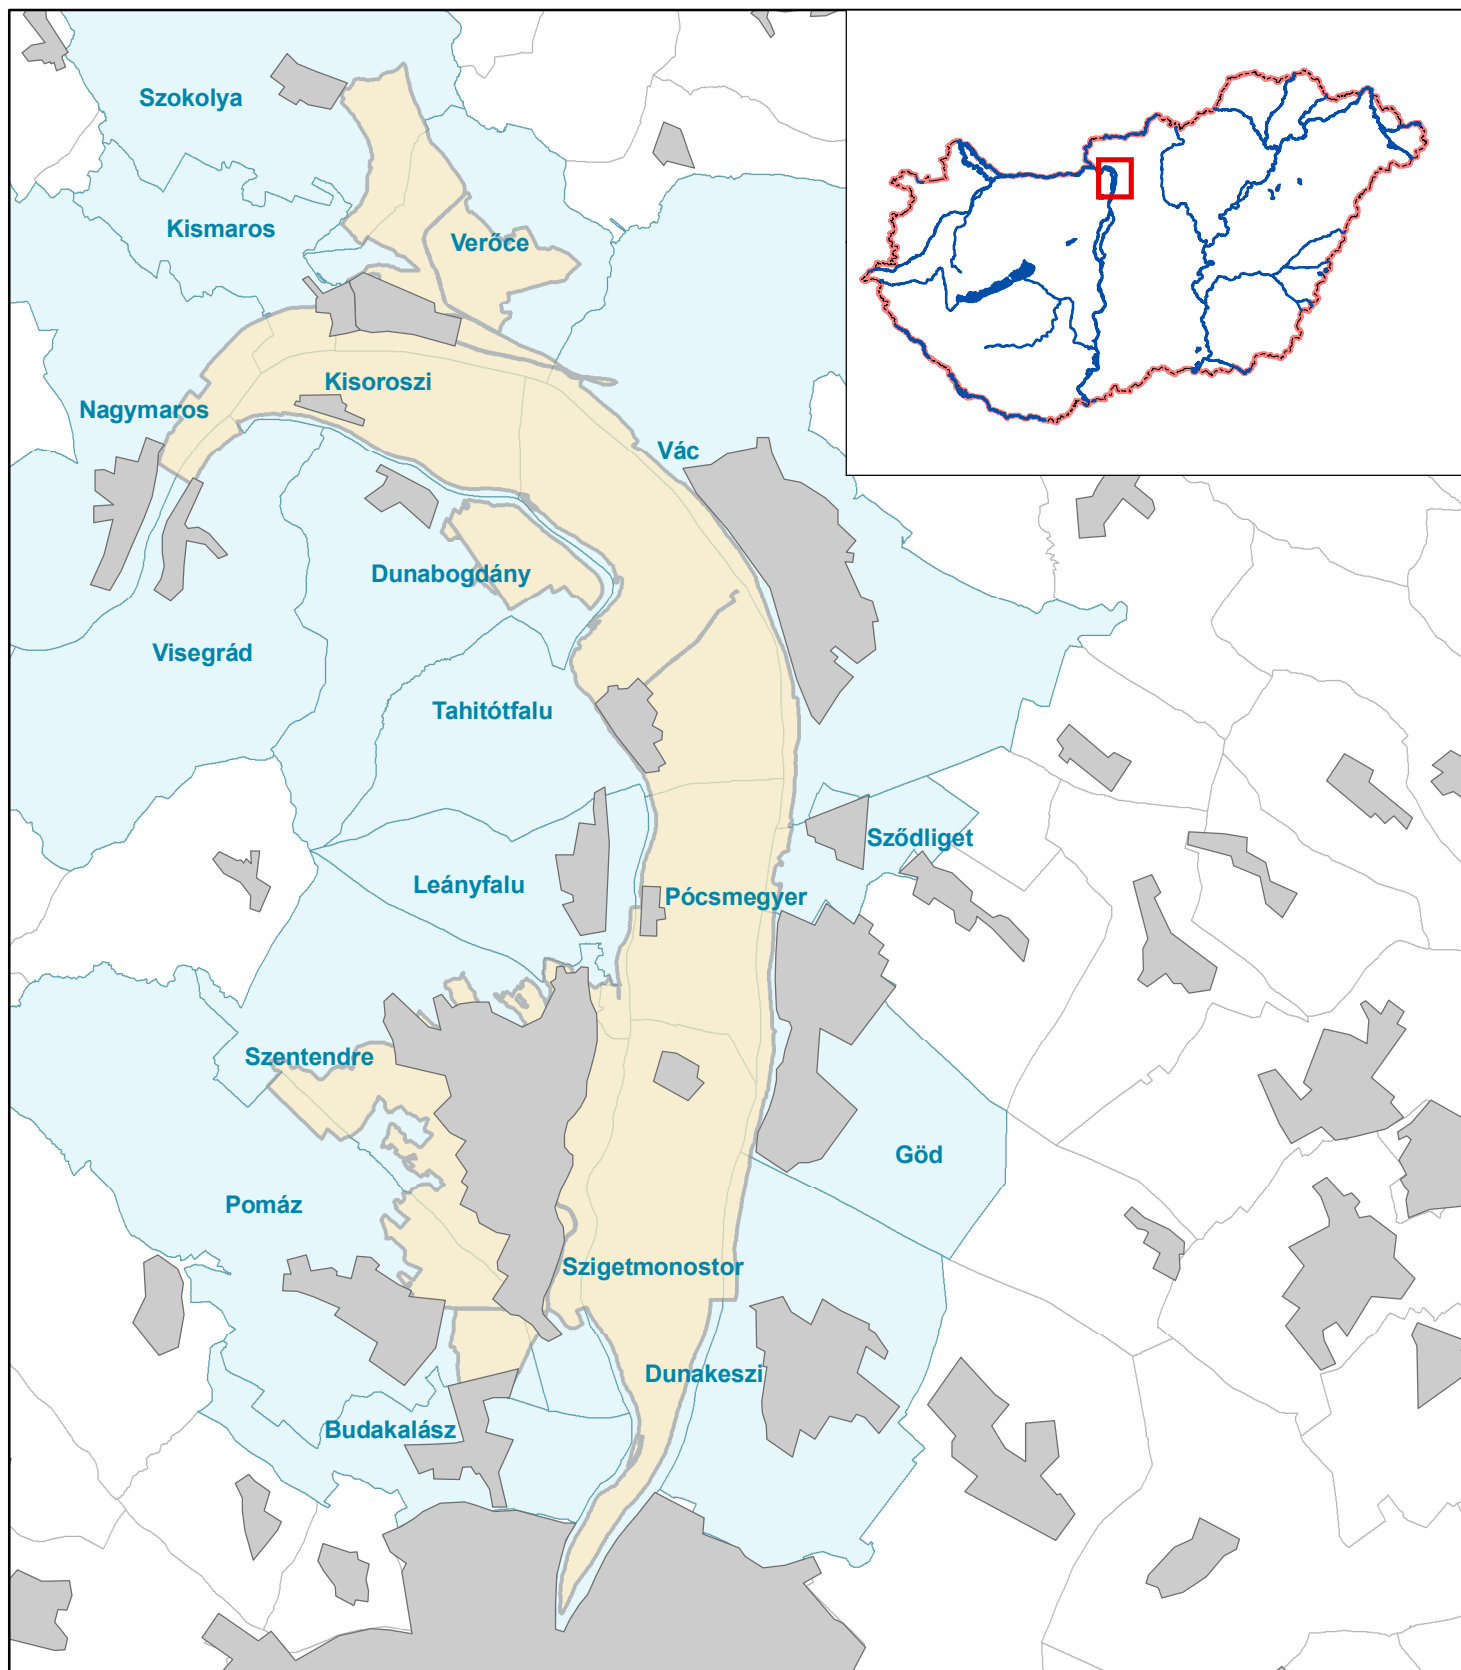 Szokolya
Kismaros
Verőce
Kisoroszi
Nagymaros
Vác
Dunabogdány
Visegrád
Tahitótfalu
Sződliget
Leányfalu
Pócsmegyer
Szentendre
Göd
Pomáz
Szigetmonostor
Dunakeszi
Budakalász